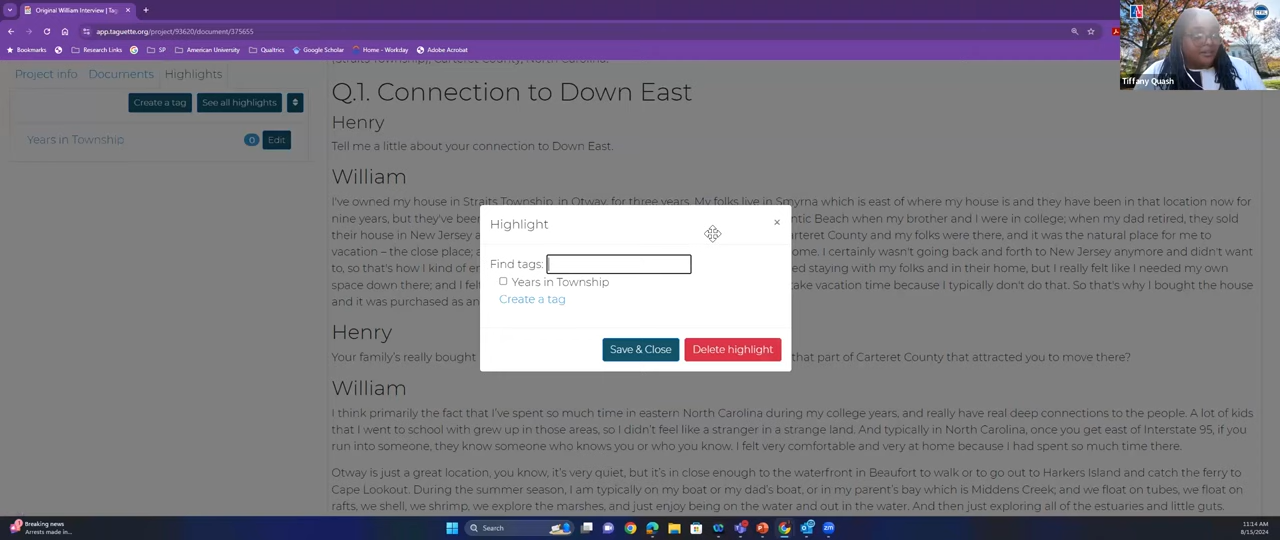 Original William Interview | Tag
app.taguette.org/project/93620/document/375655
Bookmarks Research Links SP American University Qualtrics Google Scholar Home - Workday Adobe Acrobat
Tiffany Quash
Project info Documents Highlights
Create a tag See all highlights
Years in Township 0 Edit
(Straits Township), Carteret County, North Carolina.
Q.1. Connection to Down East
Henry
Tell me a little about your connection to Down East.
William
I've owned my house in Straits Township, in Otway, for three years. My folks live in Smyrna which is east of where my house is and they have been in that location now for
nine years, but they've been ntic Beach when my brother and I were in college; when my dad retired, they sold
their house in New Jersey a arteret County and my folks were there, and it was the natural place for me to
vacation – the close place; a ome. I certainly wasn't going back and forth to New Jersey anymore and didn't want
to, so that's how I kind of e ed staying with my folks and in their home, but I really felt like I needed my own
space down there; and I fel take vacation time because I typically don't do that. So that's why I bought the house
and it was purchased as an
Highlight ×
Find tags:
Years in Township
Create a tag
Save & Close Delete highlight
Henry
Your family's really bought that part of Carteret County that attracted you to move there?
William
I think primarily the fact that I've spent so much time in eastern North Carolina during my college years, and really have real deep connections to the people. A lot of kids
that I went to school with grew up in those areas, so I didn't feel like a stranger in a strange land. And typically in North Carolina, once you get east of Interstate 95, if you
run into someone, they know someone who knows you or who you know. I felt very comfortable and very at home because I had spent so much time there.
Otway is just a great location, you know, it's very quiet, but it's in close enough to the waterfront in Beaufort to walk or to go out to Harkers Island and catch the ferry to
Cape Lookout. During the summer season, I am typically on my boat or my dad's boat, or in my parent's bay which is Middens Creek; and we float on tubes, we float on
rafts, we shell, we shrimp, we explore the marshes, and just enjoy being on the water and out in the water. And then just exploring all of the estuaries and little guts.
Breaking news
Arrests made in...
Search
11:14 AM
8/15/2024